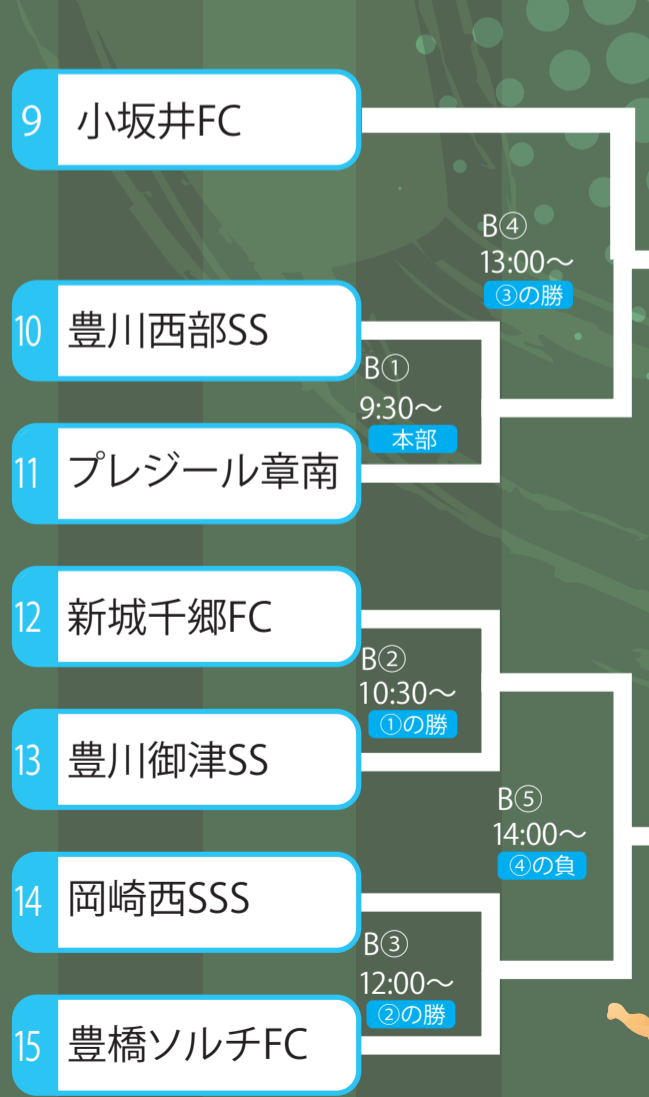 9 小坂井FC
B④
13:00～
③の勝
10 豊川西部SS
B①
9:30～
本部
11 プレジール章南
12 新城千郷FC
B②
10:30～
①の勝
13 豊川御津SS
B⑤
14:00～
④の負
14 岡崎西SSS
B③
12:00～
②の勝
15 豊橋ソルチFC